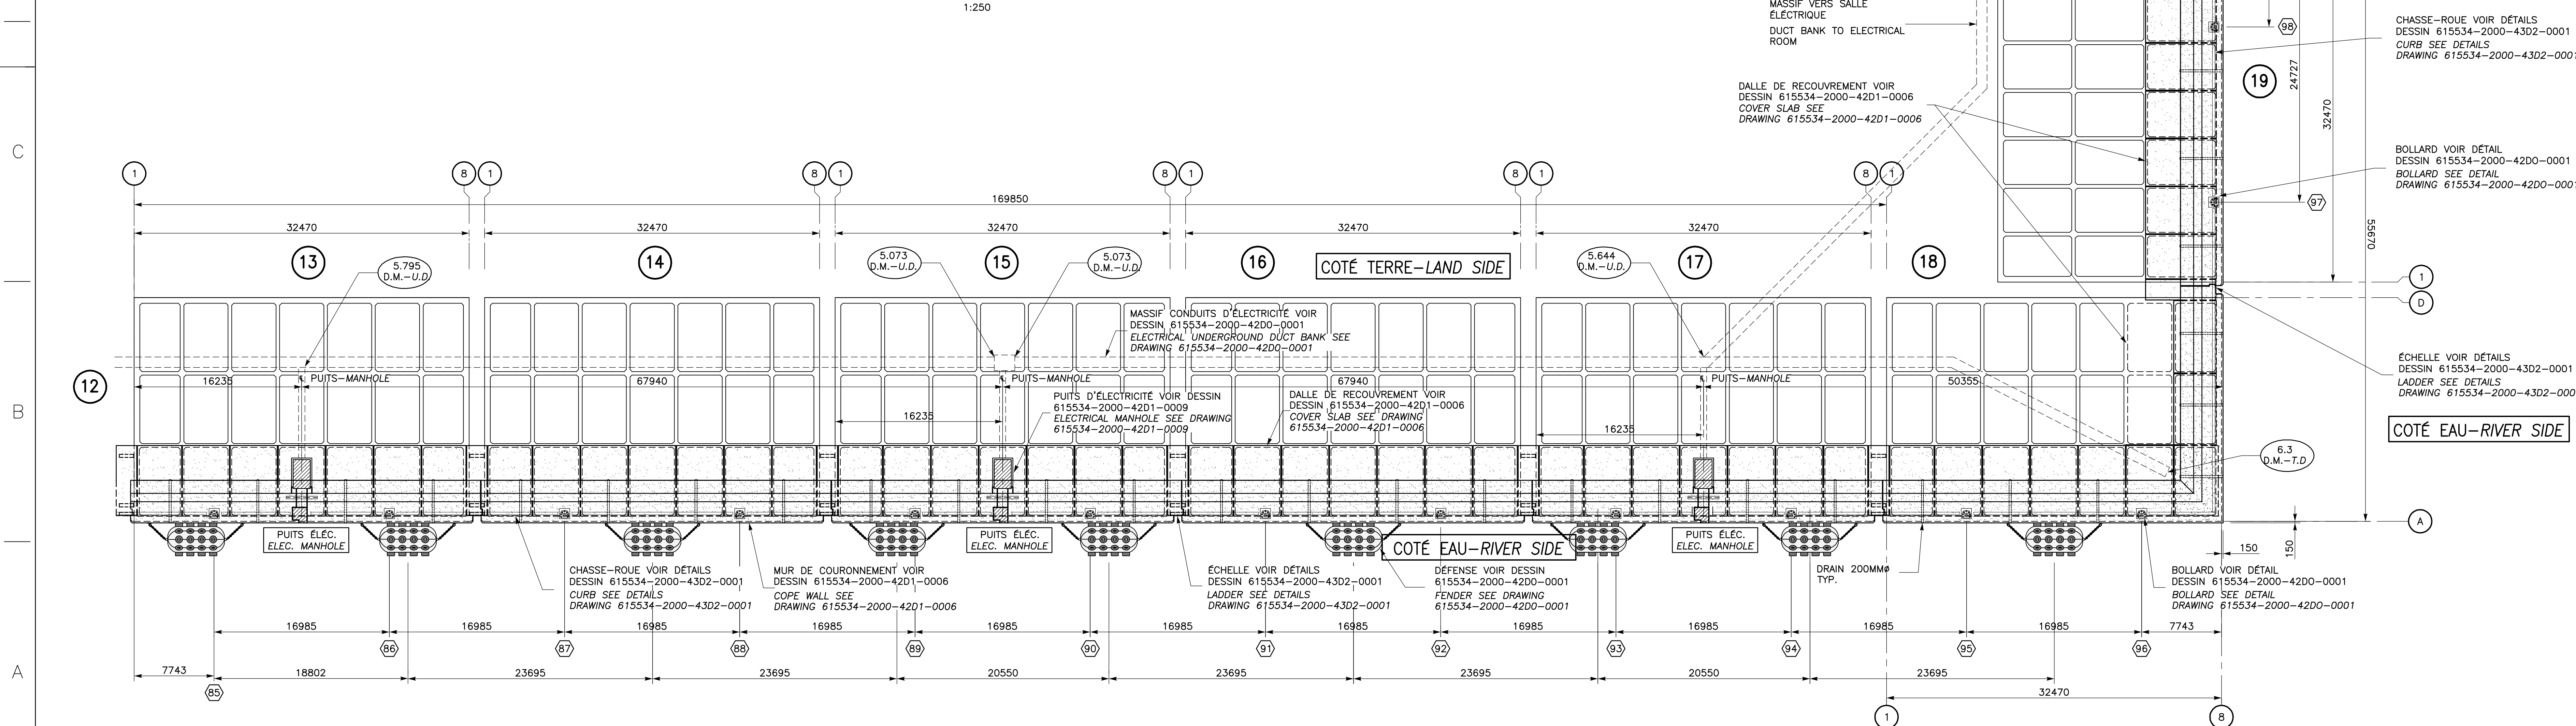 1:250
MASSIF VERS SALLE
ÉLECTRIQUE
DUCT BANK TO ELECTRICAL
ROOM
98
CHASSE-ROUE VOIR DÉTAILS
DESSIN 615534-2000-43D2-0001
CURB SEE DETAILS
DRAWING 615534-2000-43D2-0001
19
24727
32470
C
DALLE DE RECOUVREMENT VOIR
DESSIN 615534-2000-42D1-0006
COVER SLAB SEE
DRAWING 615534-2000-42D1-0006
BOLLARD VOIR DÉTAIL
DESSIN 615534-2000-42DO-0001
BOLLARD SEE DETAIL
DRAWING 615534-2000-42DO-0001
97
55670
1 8 1 8 1 8 1 8 1 8 1
169850
32470 32470 32470 32470 32470
13 14 15 16 17 18
5.795
D.M.-U.D.
5.073
D.M.-U.D.
5.073
D.M.-U.D.
COTÉ TERRE-LAND SIDE
5.644
D.M.-U.D.
1
D
MASSIF CONDUITS D'ÉLECTRICITÉ VOIR
DESSIN 615534-2000-42D0-0001
ELECTRICAL UNDERGROUND DUCT BANK SEE
DRAWING 615534-2000-42D0-0001
B
12
16235
PUITS-MANHOLE
67940
PUITS-MANHOLE
67940
PUITS-MANHOLE
50355
ÉCHELLE VOIR DÉTAILS
DESSIN 615534-2000-43D2-0001
LADDER SEE DETAILS
DRAWING 615534-2000-43D2-000
16235
PUITS D'ÉLECTRICITÉ VOIR DESSIN
615534-2000-42D1-0009
ELECTRICAL MANHOLE SEE DRAWING
615534-2000-42D1-0009
DALLE DE RECOUVREMENT VOIR
DESSIN 615534-2000-42D1-0006
COVER SLAB SEE DRAWING
615534-2000-42D1-0006
16235
COTÉ EAU-RIVER SIDE
6.3
D.M.-T.D
A
PUITS ÉLÉC.
ELEC. MANHOLE
PUITS ÉLÉC.
ELEC. MANHOLE
COTÉ EAU-RIVER SIDE
PUITS ÉLÉC.
ELEC. MANHOLE
150
150
CHASSE-ROUE VOIR DÉTAILS
DESSIN 615534-2000-43D2-0001
CURB SEE DETAILS
DRAWING 615534-2000-43D2-0001
MUR DE COURONNEMENT VOIR
DESSIN 615534-2000-42D1-0006
COPE WALL SEE
DRAWING 615534-2000-42D1-0006
ÉCHELLE VOIR DÉTAILS
DESSIN 615534-2000-43D2-0001
LADDER SEE DETAILS
DRAWING 615534-2000-43D2-0001
DÉFENSE VOIR DESSIN
615534-2000-42D0-0001
FENDER SEE DRAWING
615534-2000-42D0-0001
DRAIN 200MMø
TYP.
BOLLARD VOIR DÉTAIL
DESSIN 615534-2000-42DO-0001
BOLLARD SEE DETAIL
DRAWING 615534-2000-42DO-0001
16985 16985 16985 16985 16985 16985 16985 16985 16985 16985 16985 7743
86 87 88 89 90 91 92 93 94 95 96
A
7743 18802 23695 23695 20550 23695 23695 20550 23695
85
32470
1 8